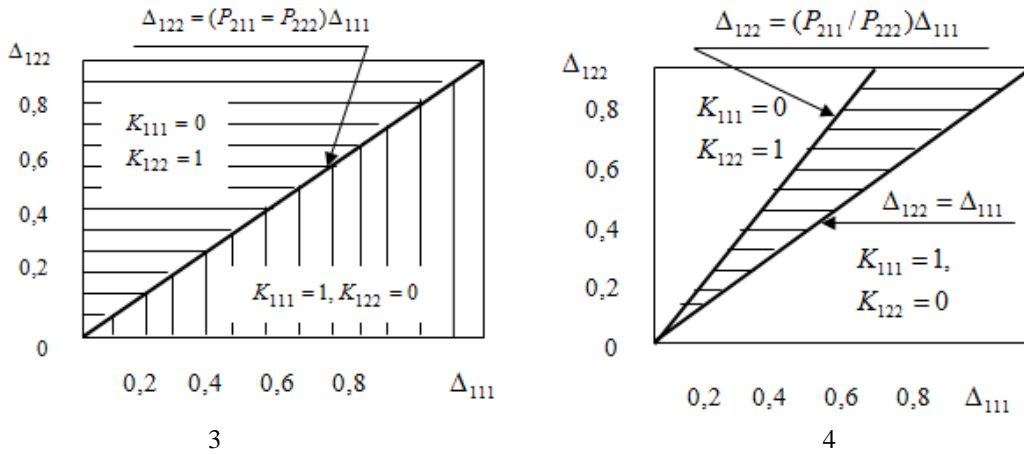 Δ₁₂₂ = (P₂₁₁ = P₂₂₂)Δ₁₁₁
Δ₁₂₂
0,8
K₁₁₁ = 0
K₁₂₂ = 1
0,6
0,4
0,2
K₁₁₁ = 1, K₁₂₂ = 0
0
0,2 0,4 0,6 0,8 Δ₁₁₁
3
Δ₁₂₂ = (P₂₁₁ / P₂₂₂)Δ₁₁₁
Δ₁₂₂
0,8
K₁₁₁ = 0
K₁₂₂ = 1
0,6
Δ₁₂₂ = Δ₁₁₁
0,4
K₁₁₁ = 1,
0,2
K₁₂₂ = 0
0
0,2 0,4 0,6 0,8 Δ₁₁₁
4